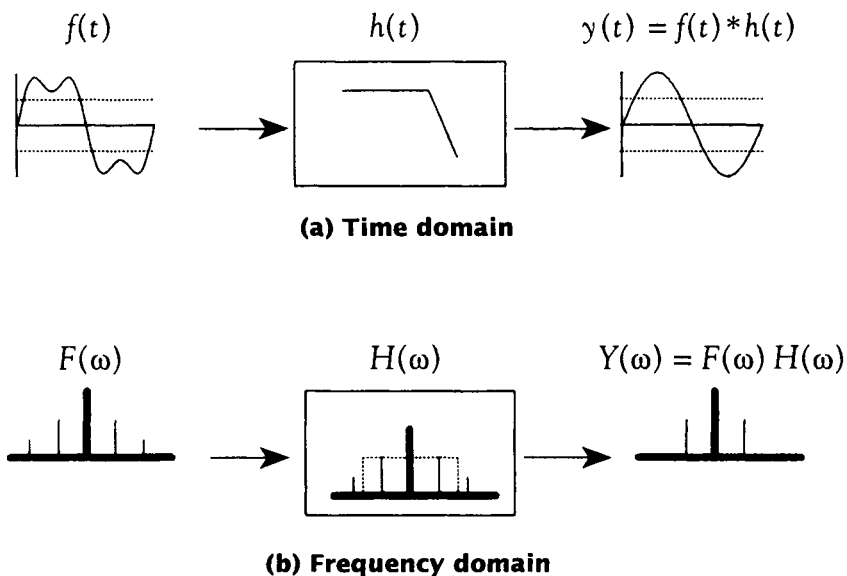 f(t) h(t) y(t) = f(t)*h(t)
(a) Time domain
F(ω) H(ω) Y(ω) = F(ω) H(ω)
(b) Frequency domain